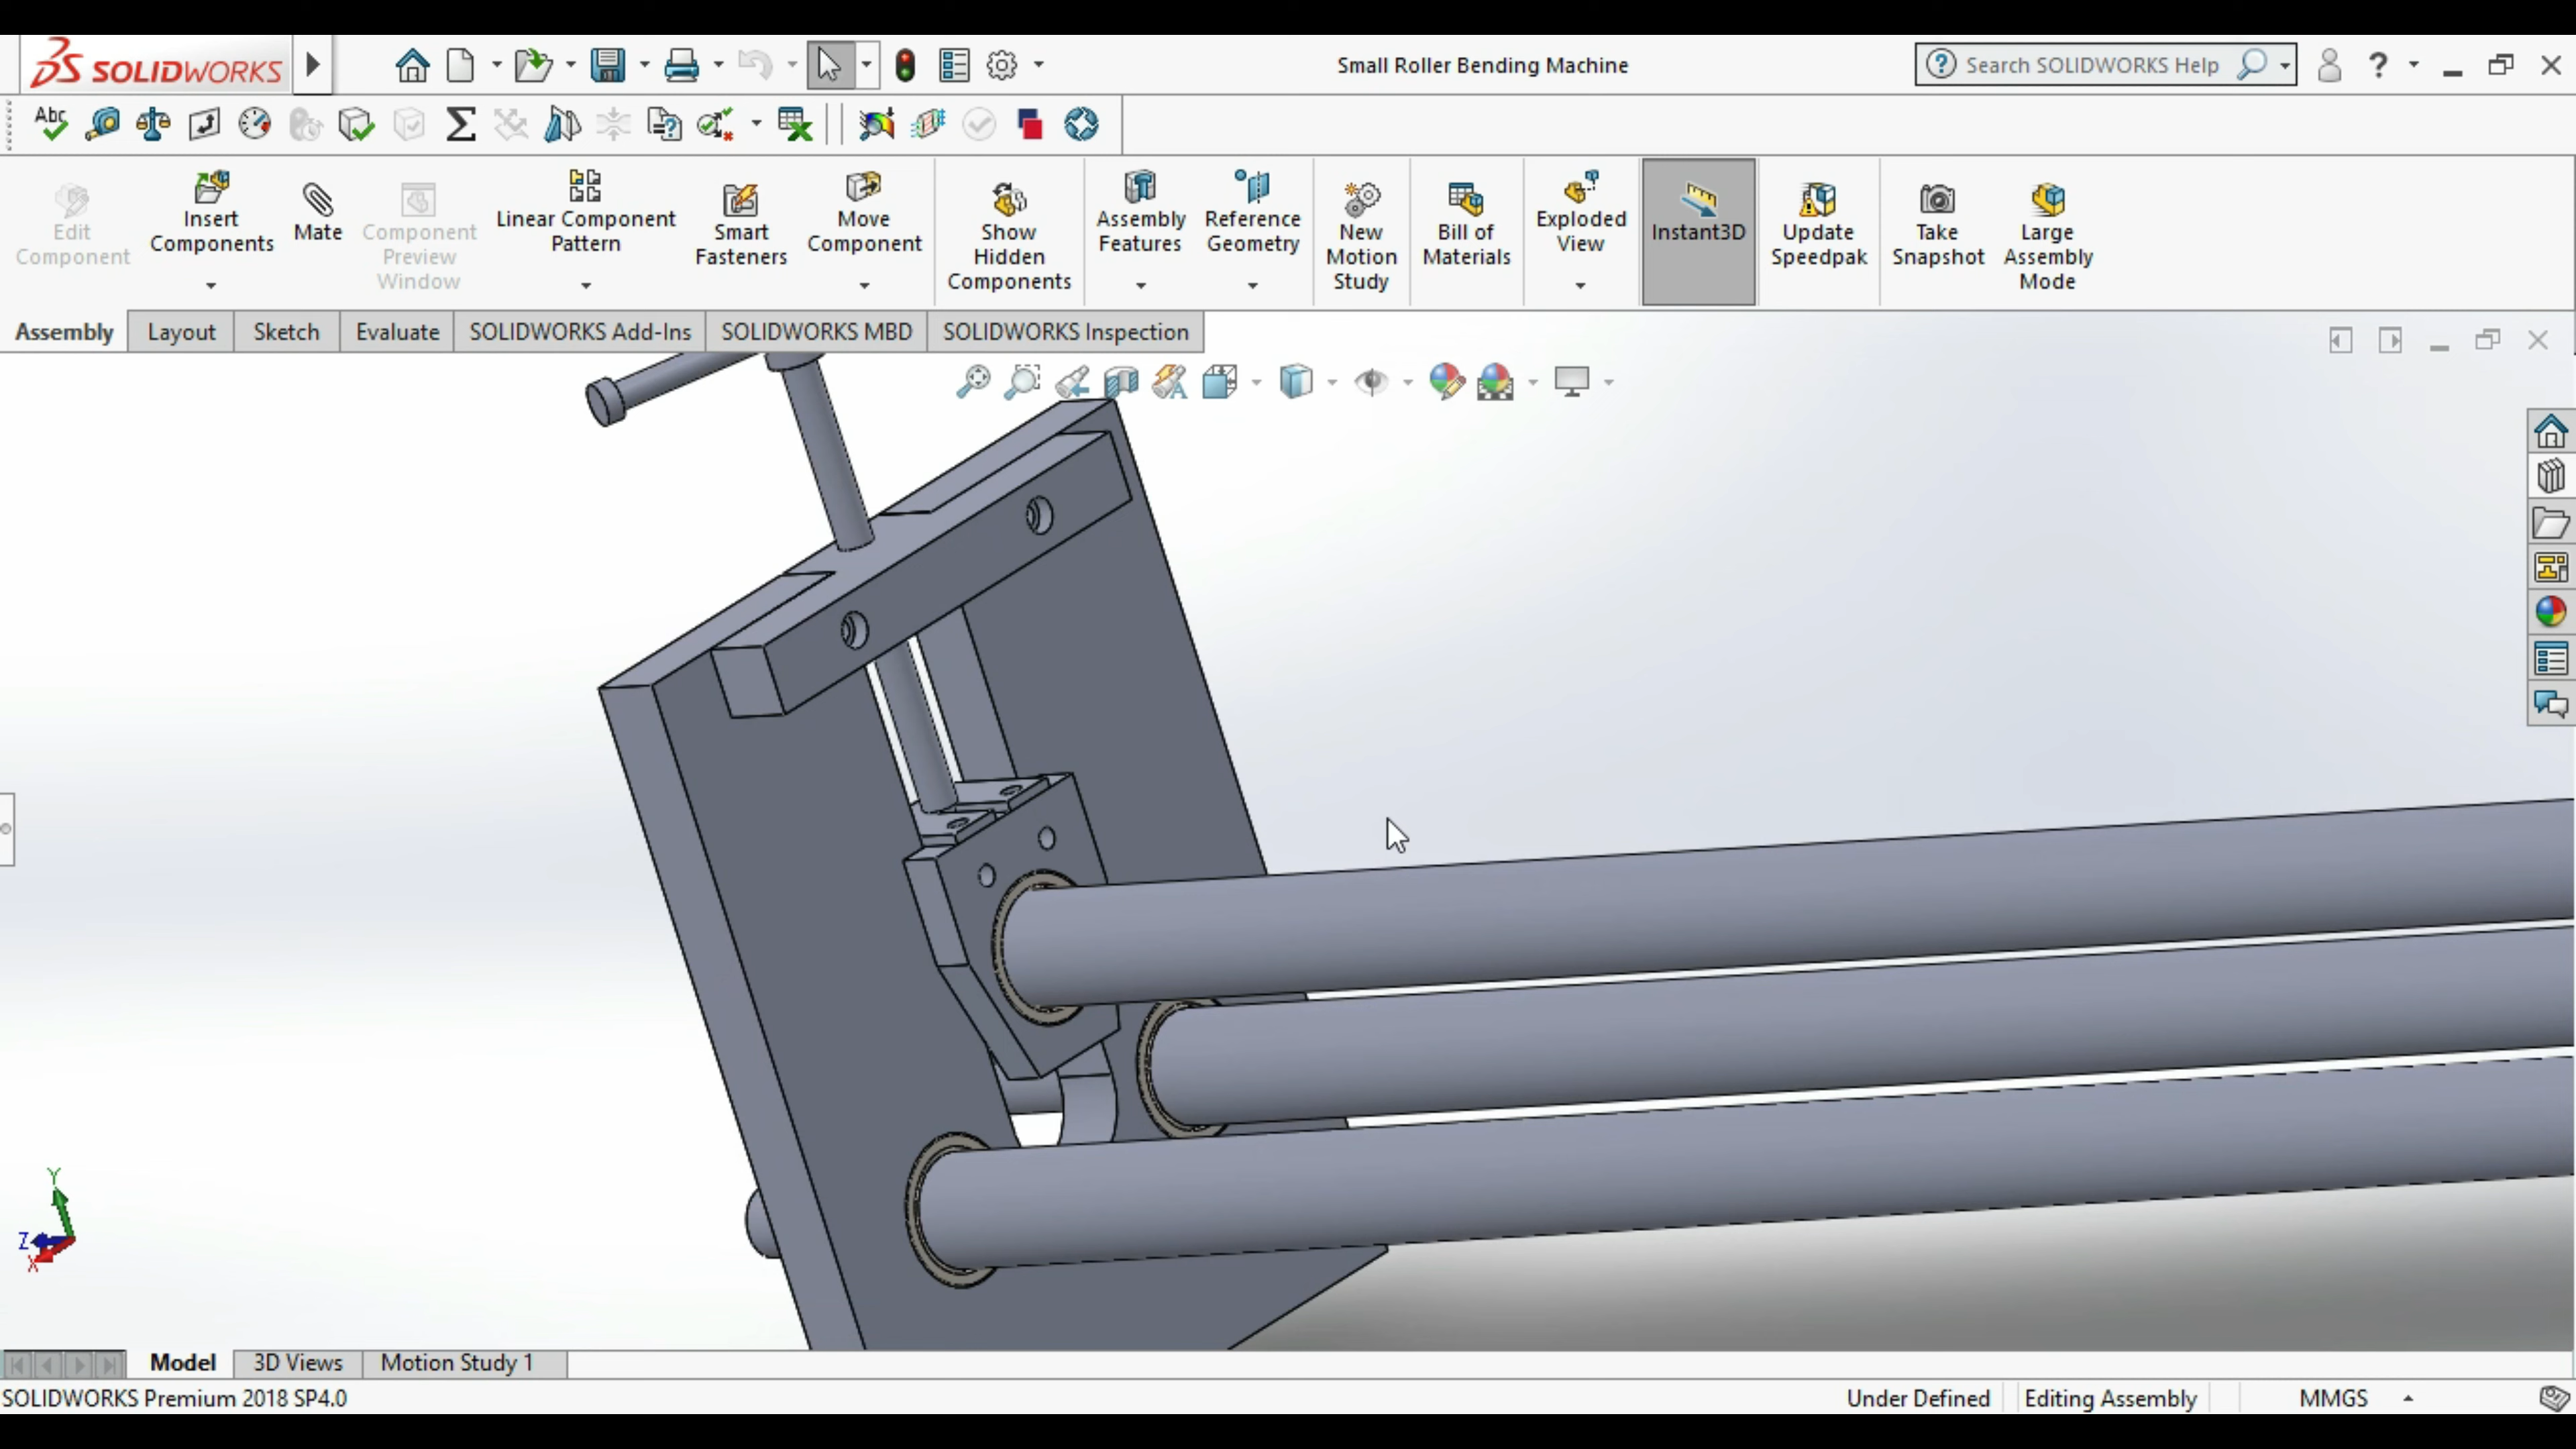 SOLIDWORKS
Small Roller Bending Machine
Search SOLIDWORKS Help
?
Abc
Edit
Component
Insert
Components
Mate
Component
Preview
Window
Linear Component
Pattern
Smart
Fasteners
Move
Component
Show
Hidden
Components
Assembly
Features
Reference
Geometry
New
Motion
Study
Bill of
Materials
Exploded
View
Instant3D
Update
Speedpak
Take
Snapshot
Large
Assembly
Mode
Assembly
Layout
Sketch
Evaluate
SOLIDWORKS Add-Ins
SOLIDWORKS MBD
SOLIDWORKS Inspection
Y
Z
X
Model
3D Views
Motion Study 1
SOLIDWORKS Premium 2018 SP4.0
Under Defined
Editing Assembly
MMGS